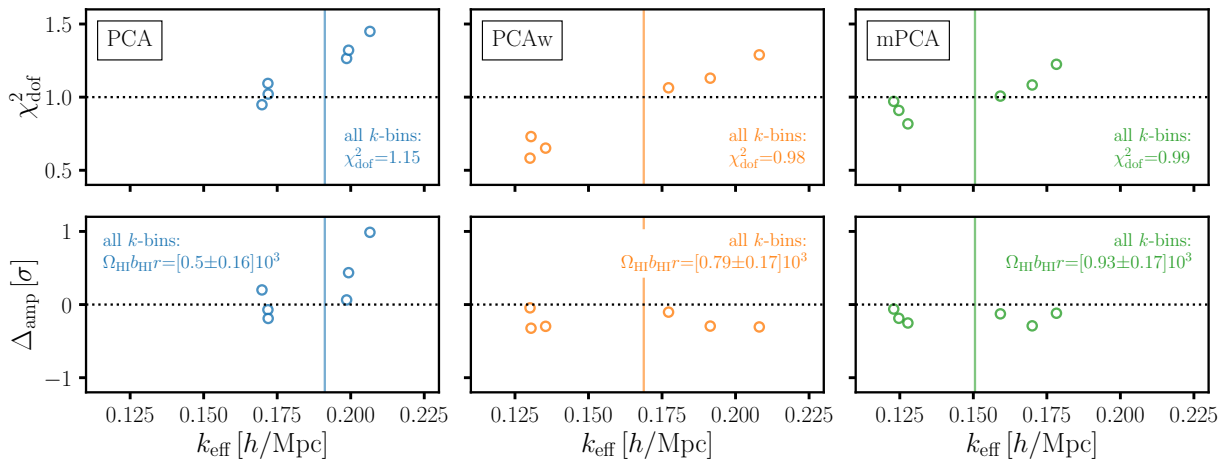 PCA
PCAw
mPCA
1.5
1.0
0.5
χ²dof
all k-bins:
χ²dof=1.15
all k-bins:
χ²dof=0.98
all k-bins:
χ²dof=0.99
1
0
−1
Δamp [σ]
all k-bins:
ΩHIbHIr=[0.5±0.16]10³
all k-bins:
ΩHIbHIr=[0.79±0.17]10³
all k-bins:
ΩHIbHIr=[0.93±0.17]10³
0.125 0.150 0.175 0.200 0.225
0.125 0.150 0.175 0.200 0.225
0.125 0.150 0.175 0.200 0.225
keff [h/Mpc]
keff [h/Mpc]
keff [h/Mpc]